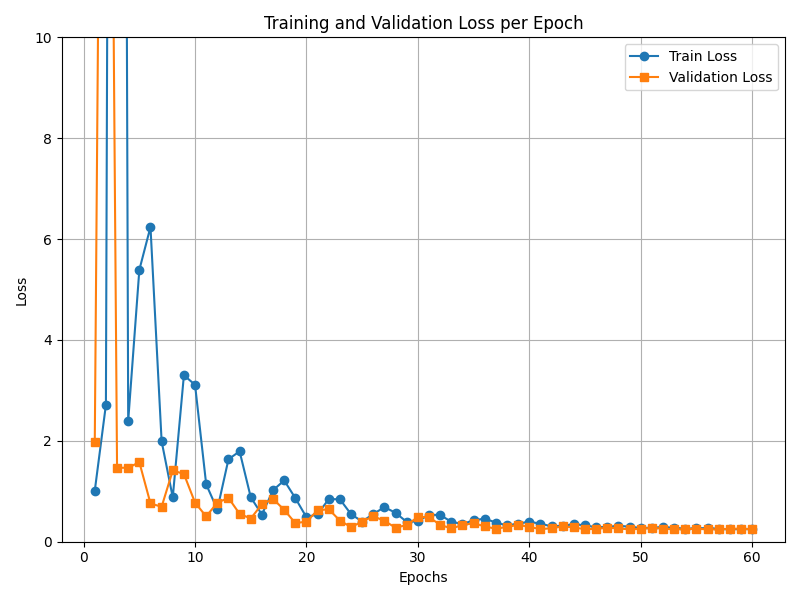 Training and Validation Loss per Epoch
Train Loss
Validation Loss
Loss
10
8
6
4
2
0
0 10 20 30 40 50 60
Epochs